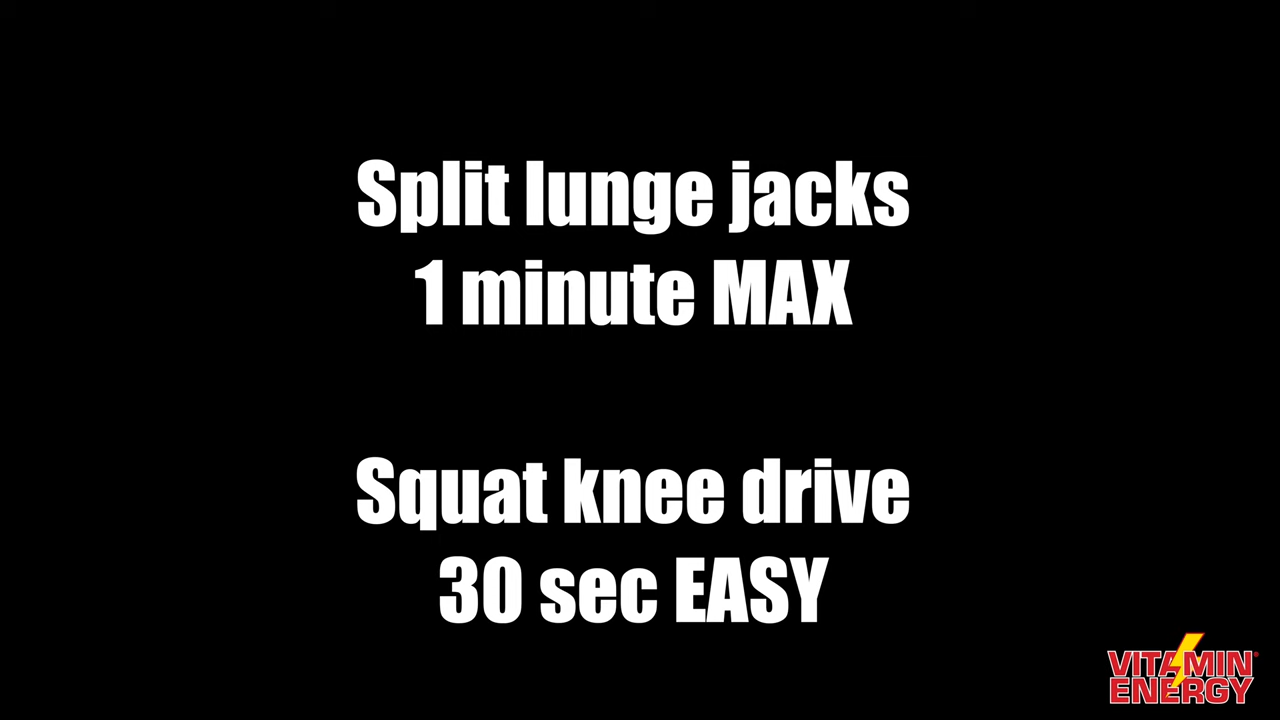 Split lunge jacks
1 minute MAX
Squat knee drive
30 sec EASY
VITAMIN
ENERGY